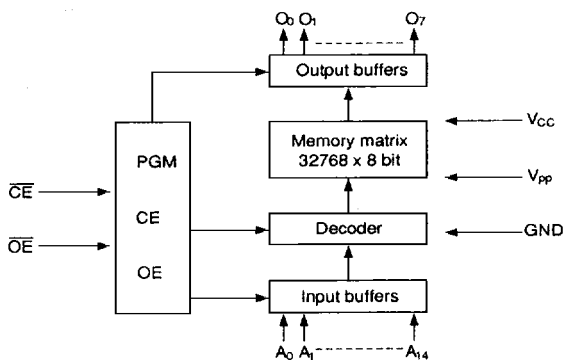 O0 O1 O7
Output buffers
Memory matrix
32768 x 8 bit
VCC
VPP
PGM
CE
OE
CE
OE
Decoder
GND
Input buffers
A0 A1 A14